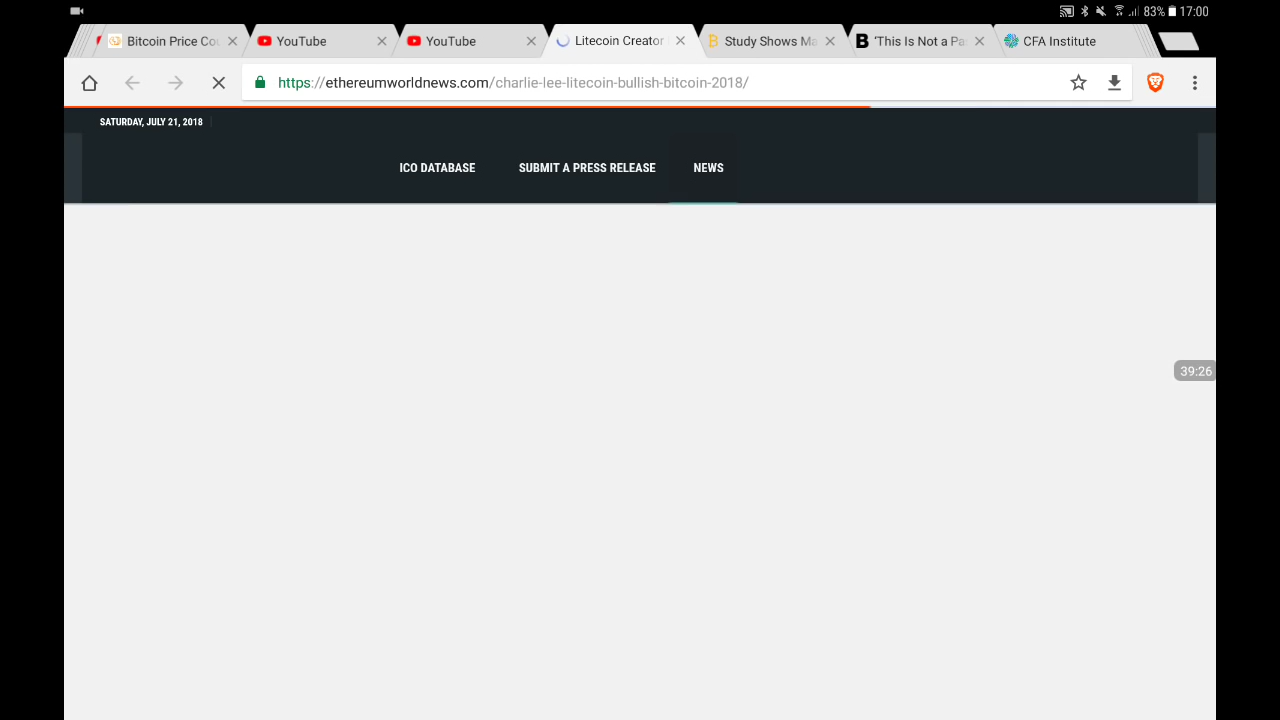 83% 17:00
Bitcoin Price Cou
YouTube
YouTube
Litecoin Creator
Study Shows Ma
'This Is Not a Pa
CFA Institute
https://ethereumworldnews.com/charlie-lee-litecoin-bullish-bitcoin-2018/
SATURDAY, JULY 21, 2018
ICO DATABASE
SUBMIT A PRESS RELEASE
NEWS
39:26